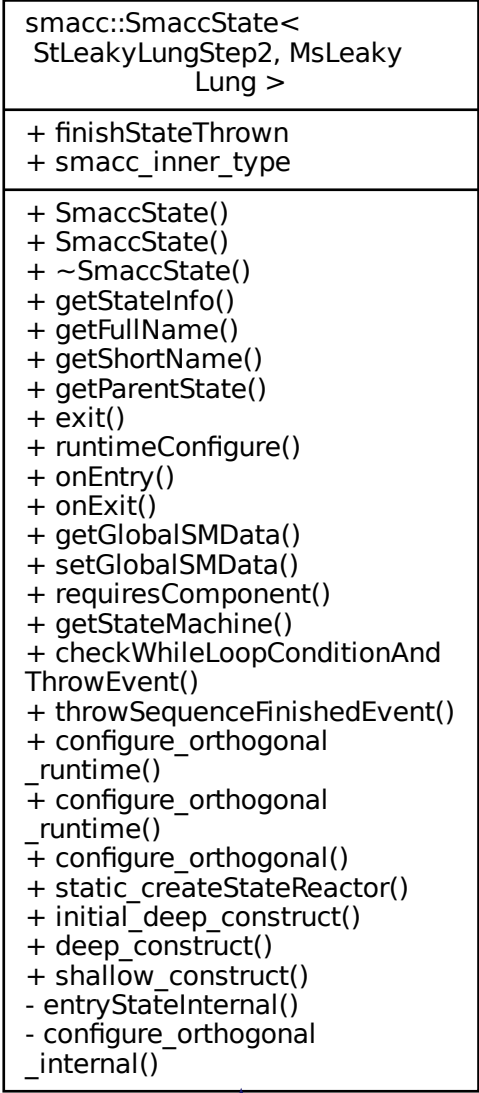 smacc::SmaccState<
StLeakyLungStep2, MsLeaky
Lung >
+ finishStateThrown
+ smacc_inner_type
+ SmaccState()
+ SmaccState()
+ ~SmaccState()
+ getStateInfo()
+ getFullName()
+ getShortName()
+ getParentState()
+ exit()
+ runtimeConfigure()
+ onEntry()
+ onExit()
+ getGlobalSMData()
+ setGlobalSMData()
+ requiresComponent()
+ getStateMachine()
+ checkWhileLoopConditionAnd
ThrowEvent()
+ throwSequenceFinishedEvent()
+ configure_orthogonal
_runtime()
+ configure_orthogonal
_runtime()
+ configure_orthogonal()
+ static_createStateReactor()
+ initial_deep_construct()
+ deep_construct()
+ shallow_construct()
- entryStateInternal()
- configure_orthogonal
_internal()